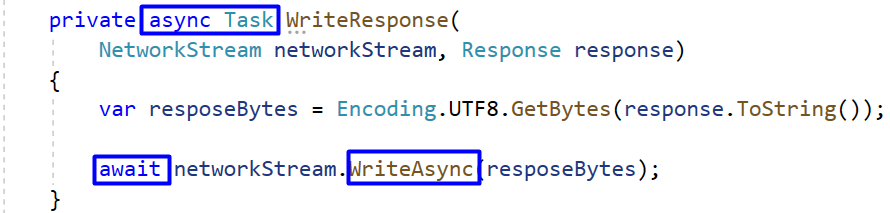 private async Task WriteResponse(
NetworkStream networkStream, Response response)
{
var resposeBytes = Encoding.UTF8.GetBytes(response.ToString());
await networkStream.WriteAsync(resposeBytes);
}